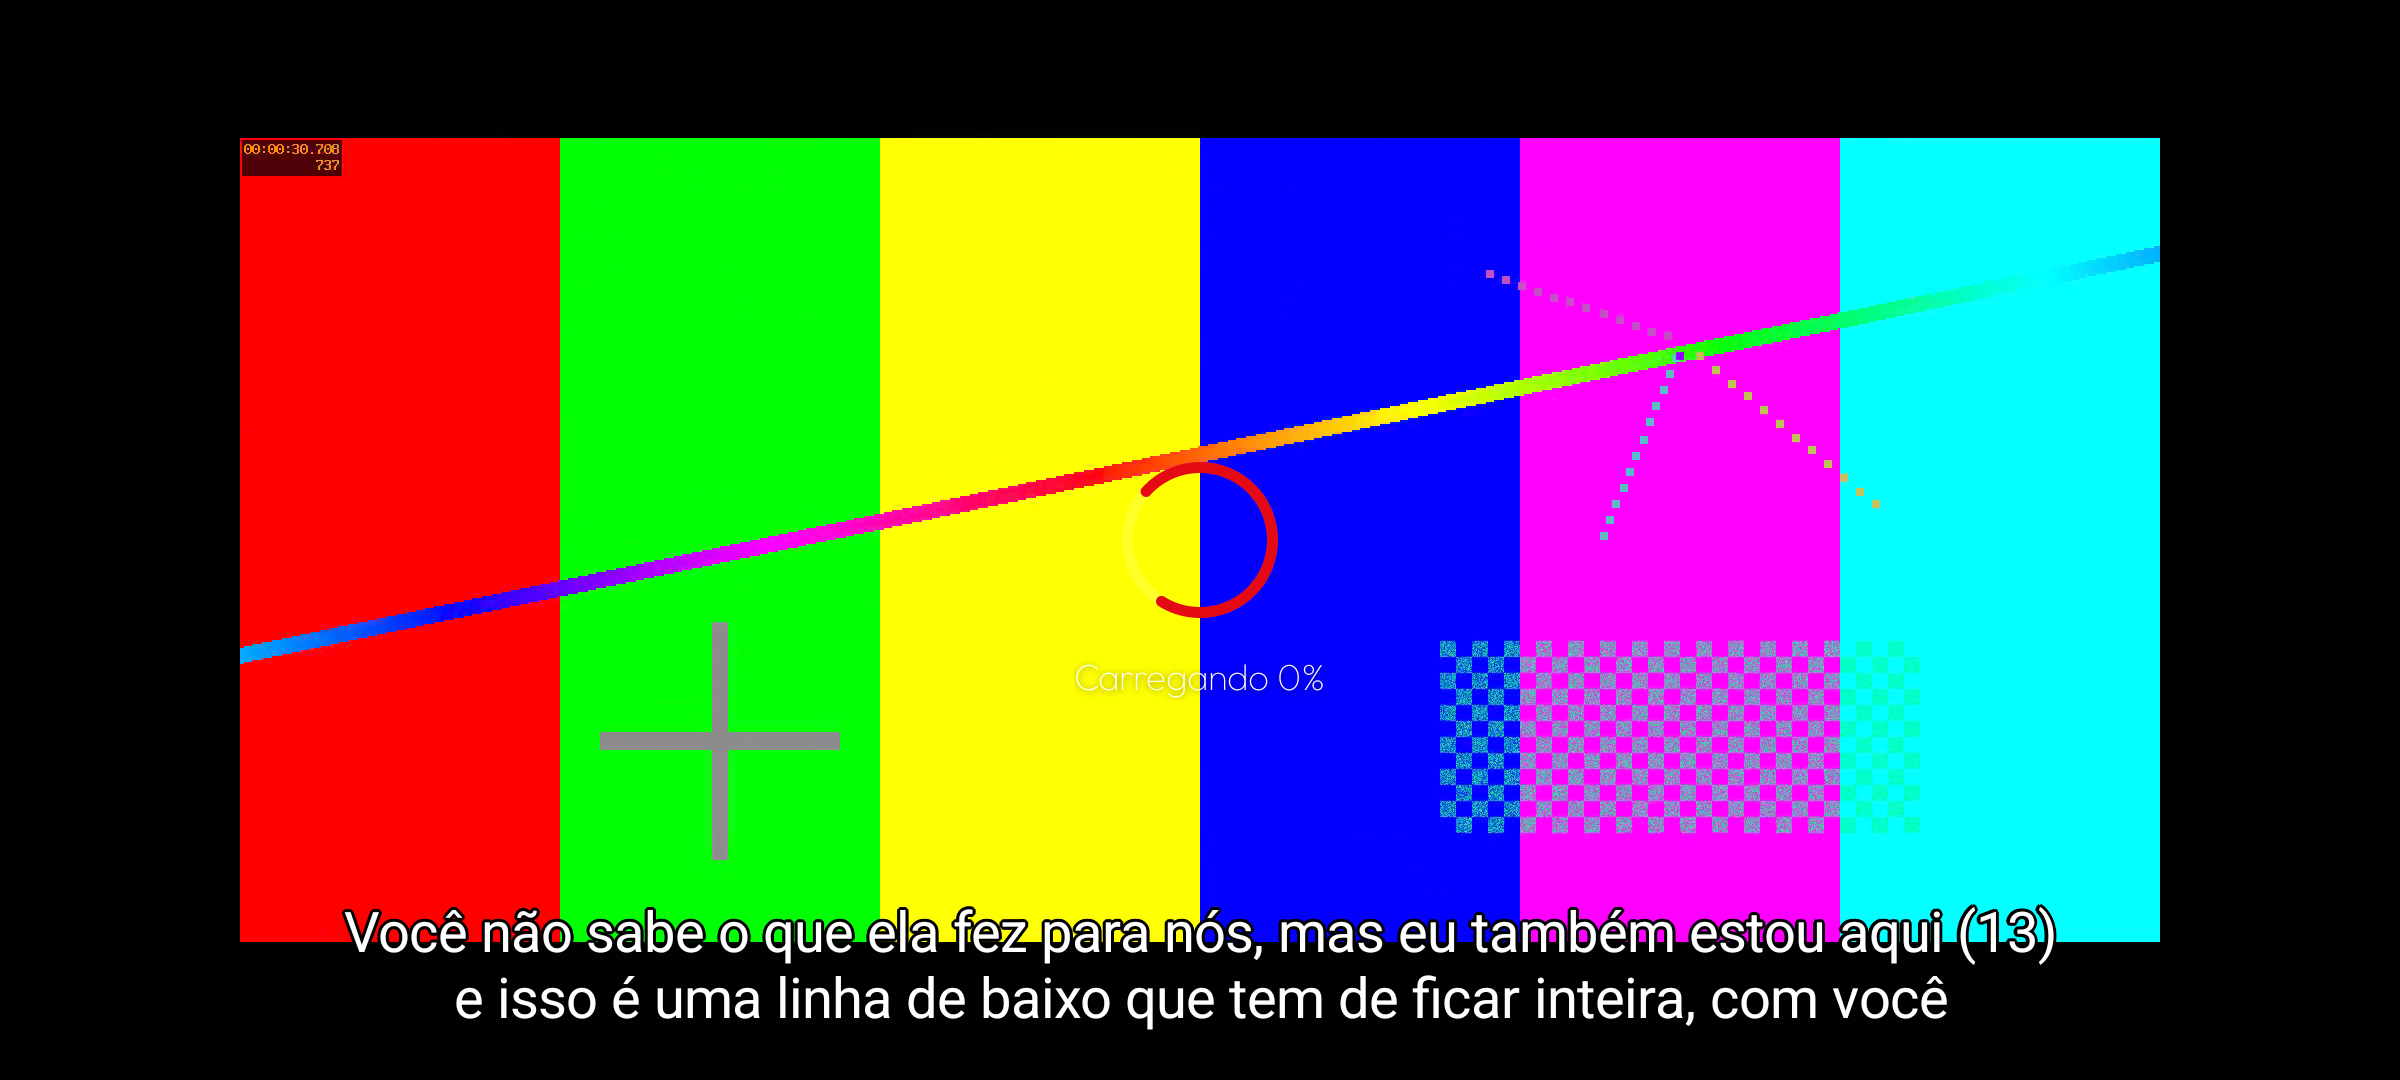 00:00:30.708
737
Carregando 0%
Você não sabe o que ela fez para nós, mas eu também estou aqui (13)
e isso é uma linha de baixo que tem de ficar inteira, com você